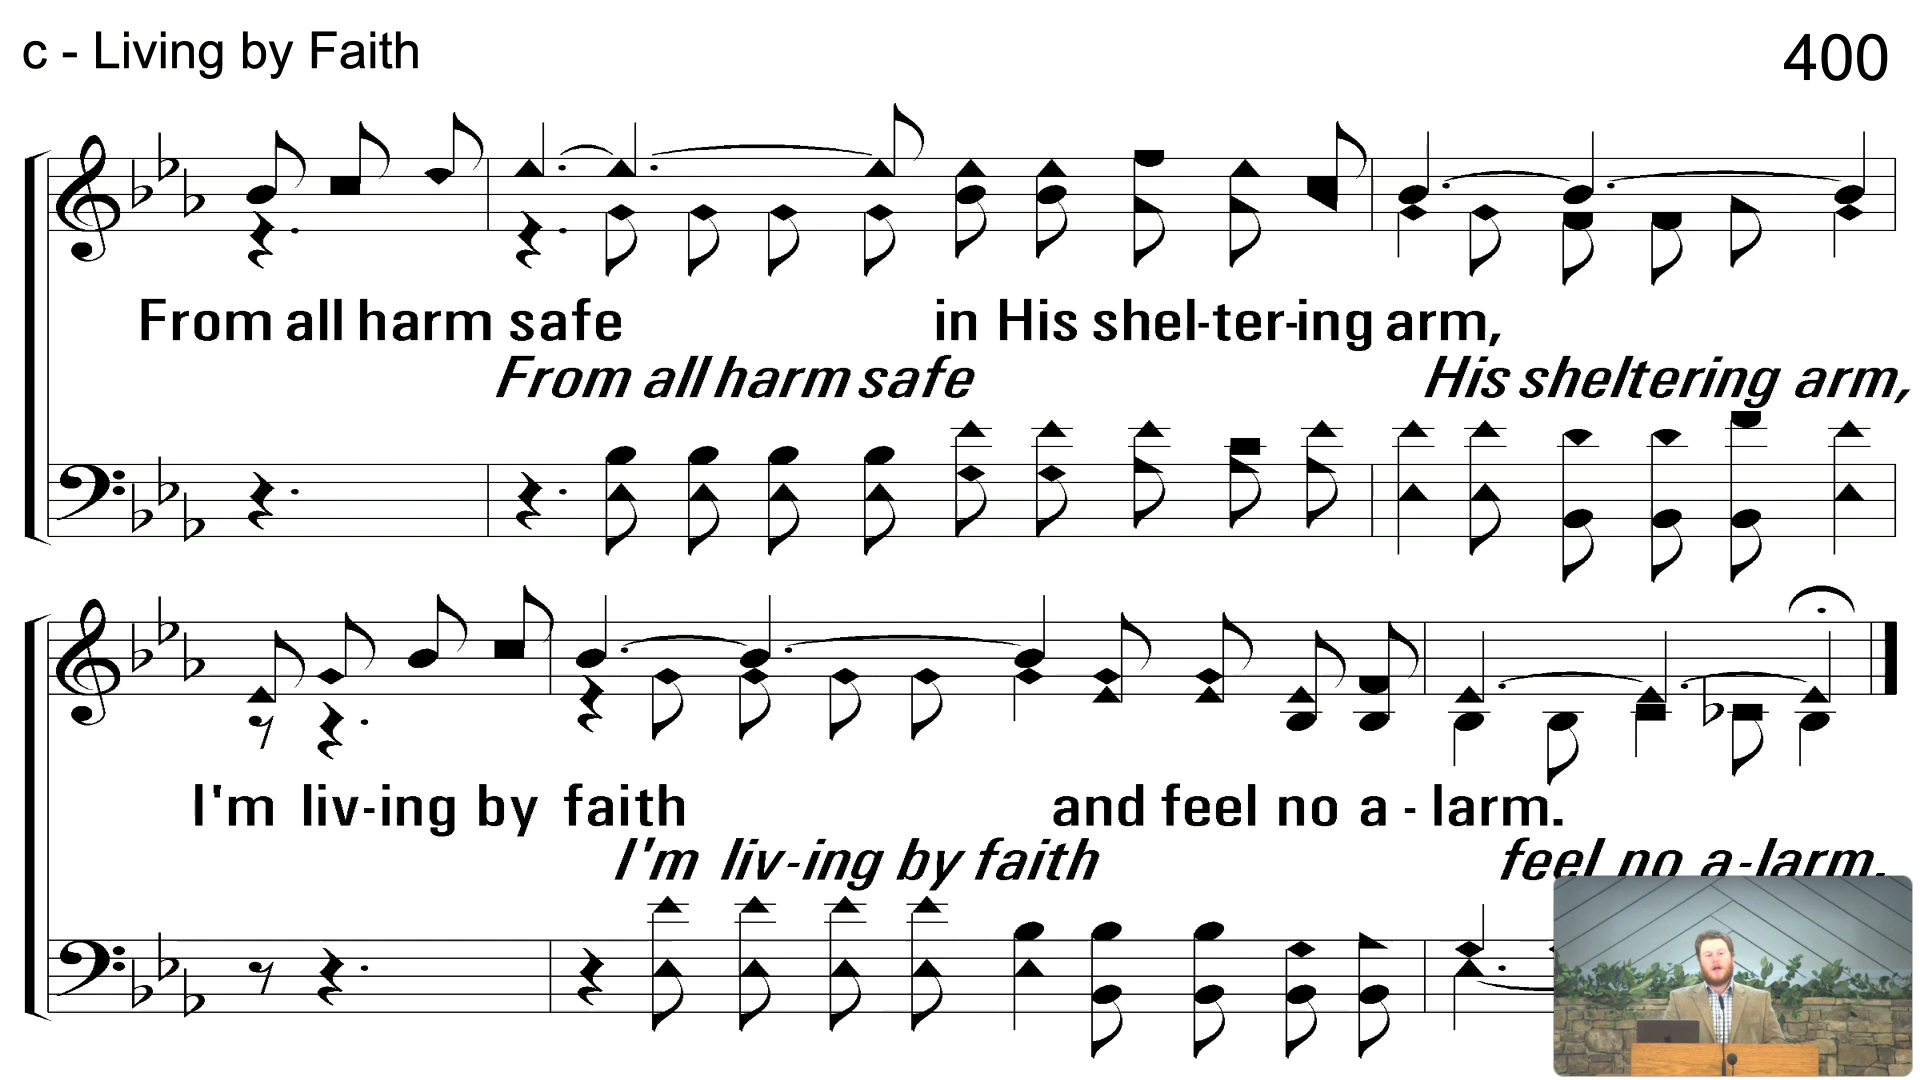 c - Living by Faith
400
From all harm safe in His shel-ter-ing arm,
From all harm safe His sheltering arm,
I'm liv-ing by faith and feel no a - larm.
I'm liv-ing by faith feel no a-larm.